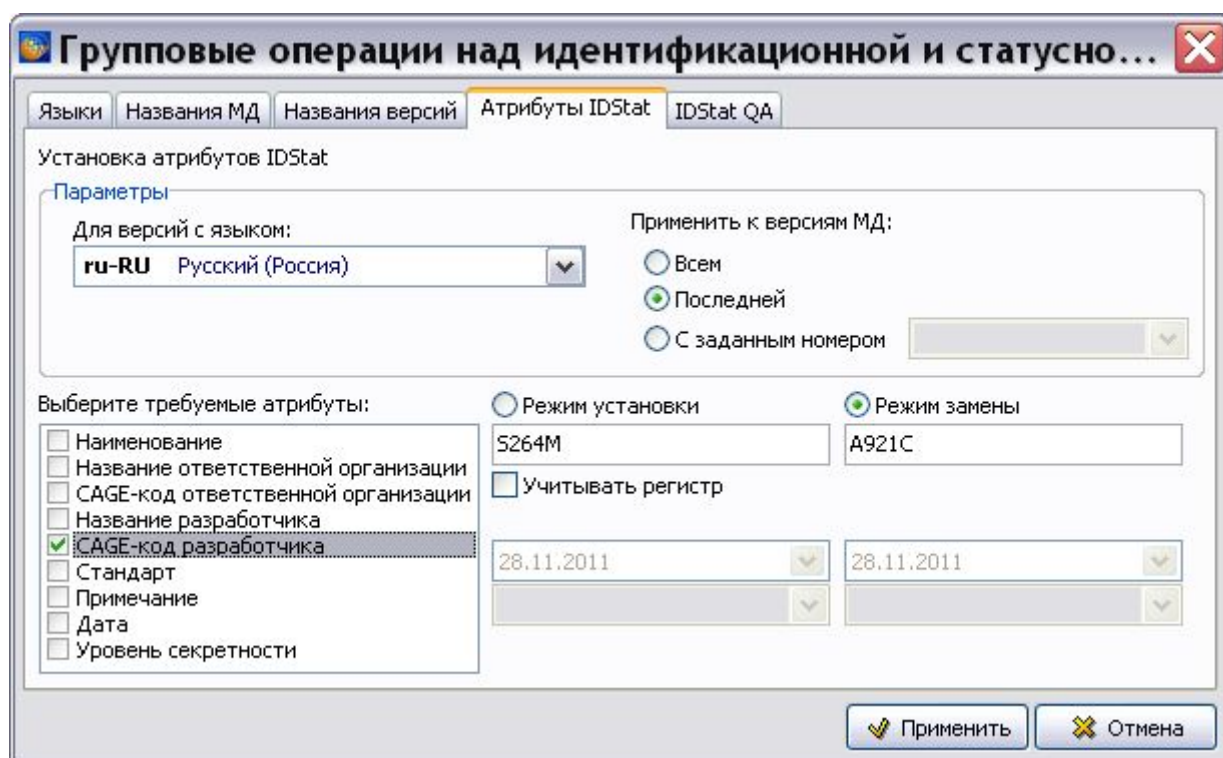 Групповые операции над идентификационной и статусно...
Языки Названия МД Названия версий Атрибуты IDStat IDStat QA
Установка атрибутов IDStat
Параметры
Для версий с языком:
ru-RU Русский (Россия)
Применить к версиям МД:
Всем
Последней
С заданным номером
Выберите требуемые атрибуты:
Наименование
Название ответственной организации
CAGE-код ответственной организации
Название разработчика
CAGE-код разработчика
Стандарт
Примечание
Дата
Уровень секретности
Режим установки
S264M
Учитывать регистр
28.11.2011
Режим замены
A921C
28.11.2011
Применить Отмена